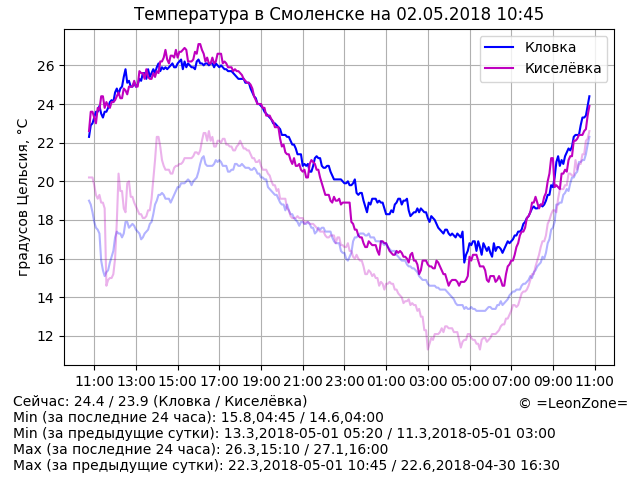 Температура в Смоленске на 02.05.2018 10:45
градусов Цельсия, °C
26
24
22
20
18
16
14
12
Кловка
Киселёвка
11:00 13:00 15:00 17:00 19:00 21:00 23:00 01:00 03:00 05:00 07:00 09:00 11:00
Сейчас: 24.4 / 23.9 (Кловка / Киселёвка)
© =LeonZone=
Min (за последние 24 часа): 15.8,04:45 / 14.6,04:00
Min (за предыдущие сутки): 13.3,2018-05-01 05:20 / 11.3,2018-05-01 03:00
Max (за последние 24 часа): 26.3,15:10 / 27.1,16:00
Max (за предыдущие сутки): 22.3,2018-05-01 10:45 / 22.6,2018-04-30 16:30